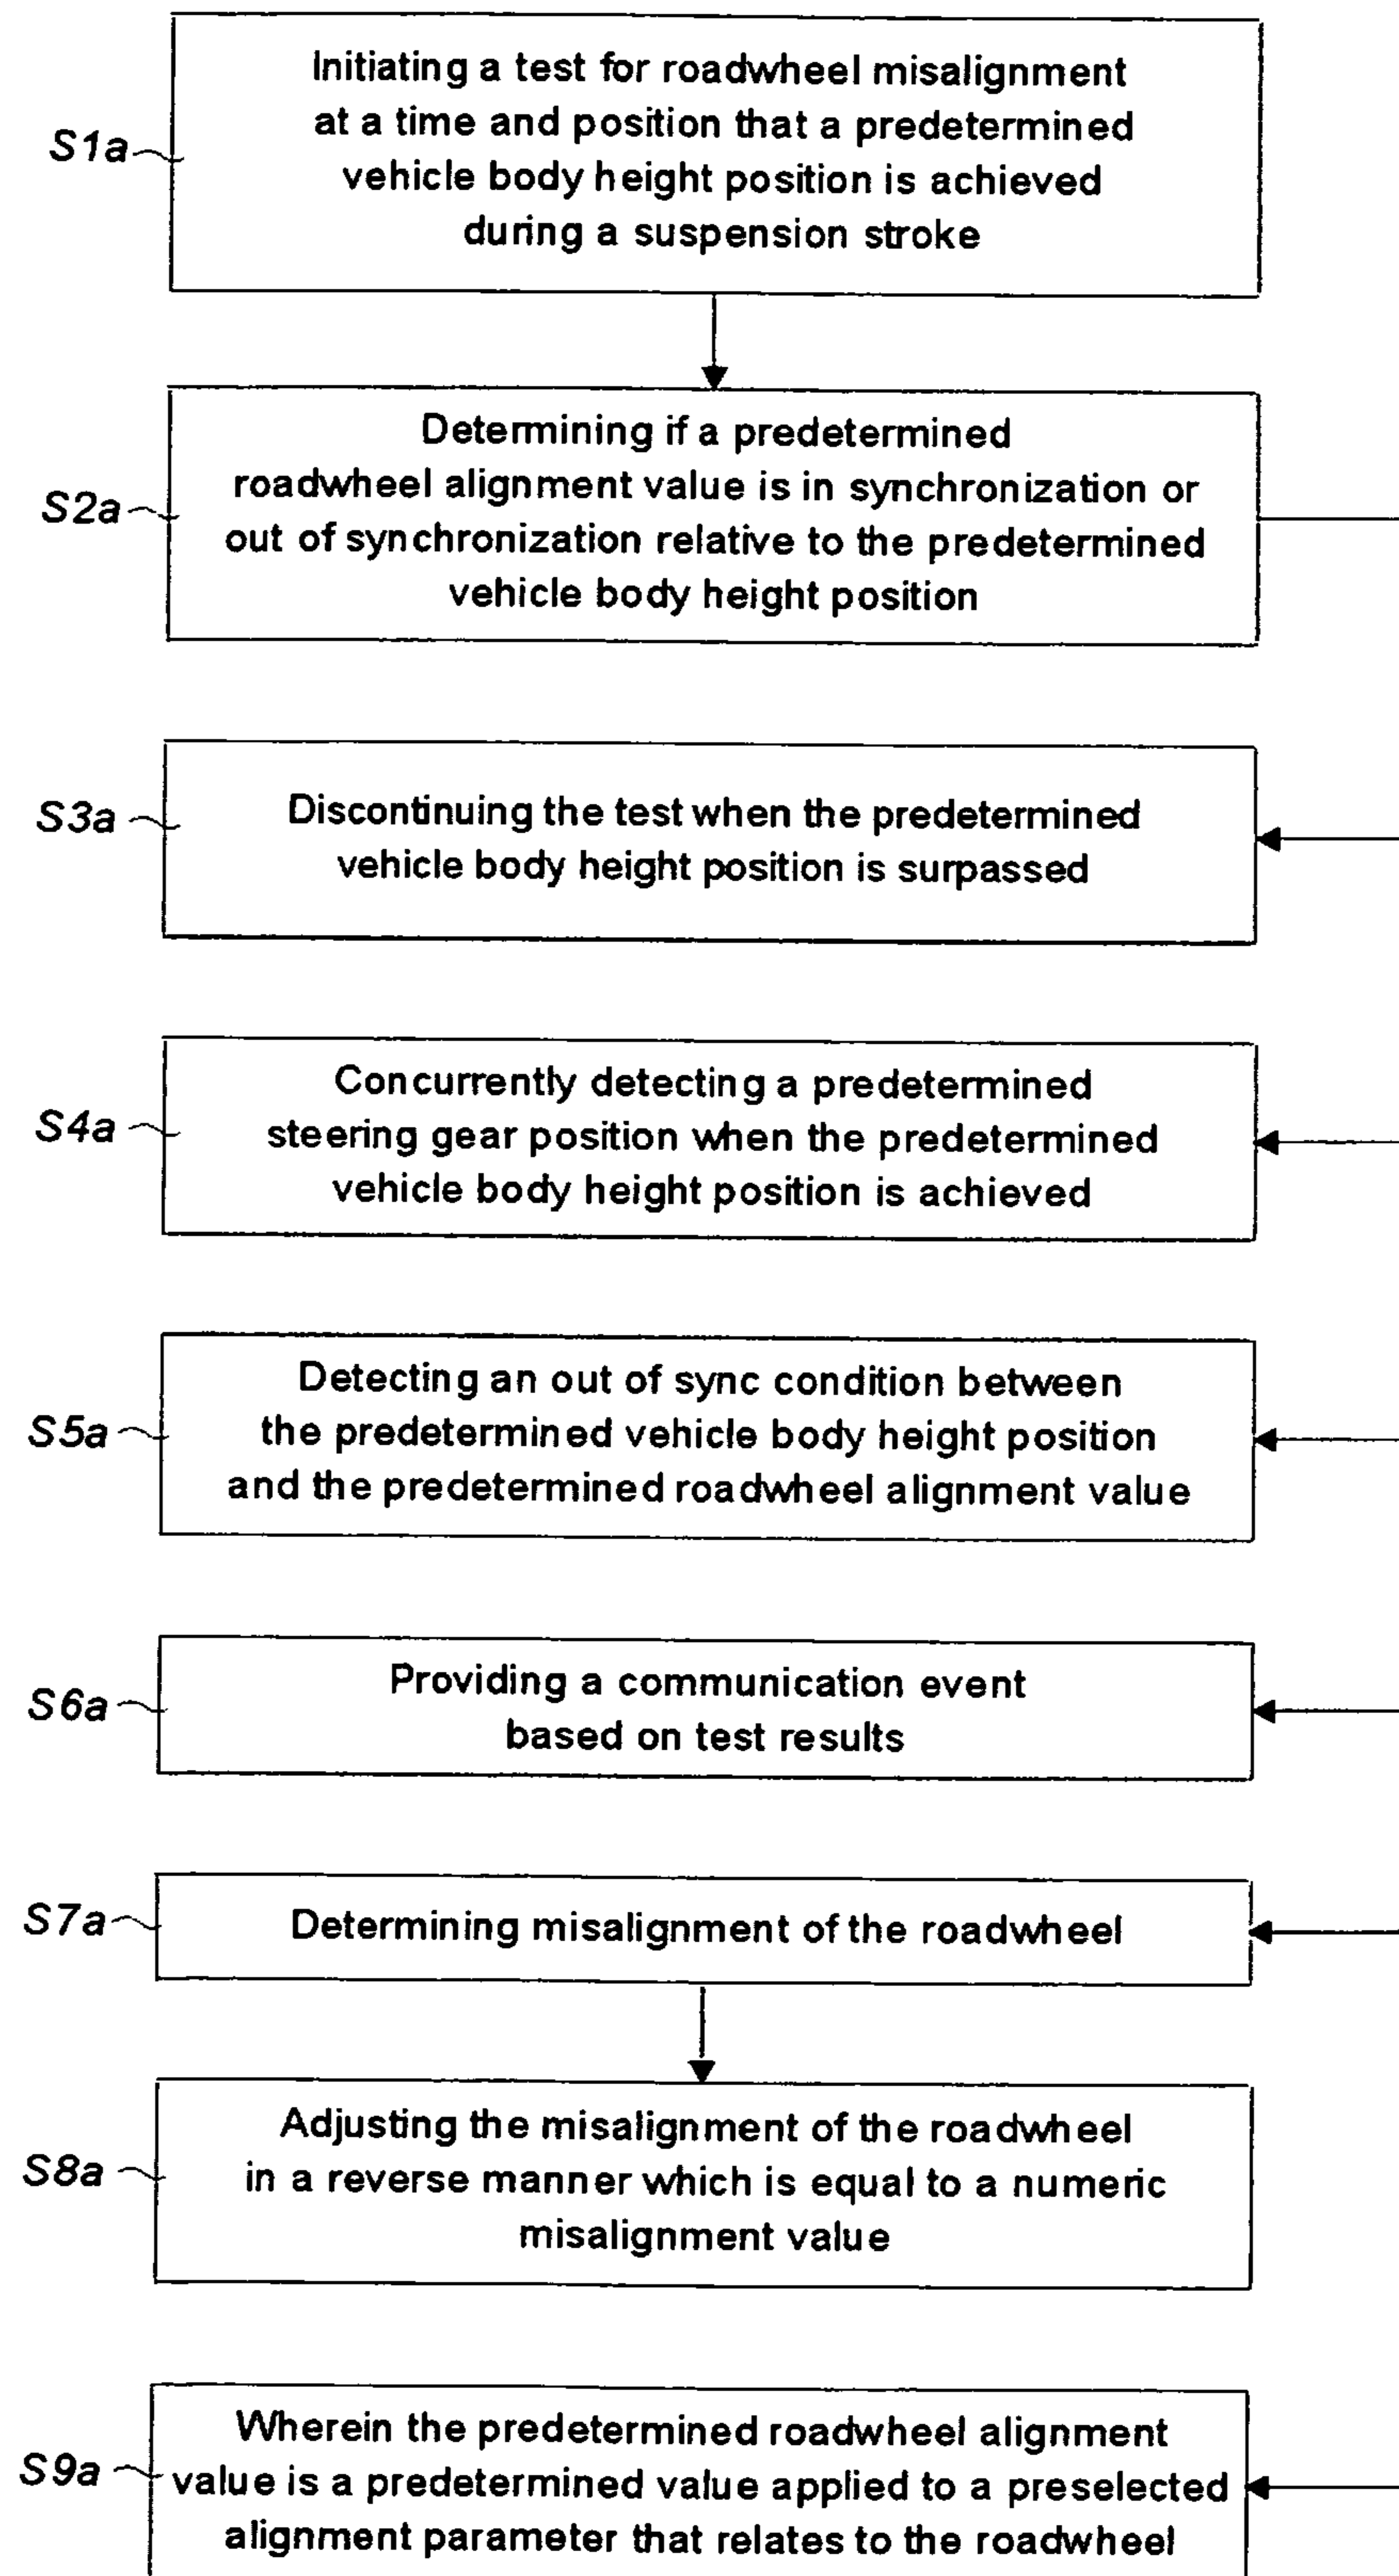 Initiating a test for roadwheel misalignment
at a time and position that a predetermined
S1a
vehicle body height position is achieved
during a suspension stroke
Determining if a predetermined
roadwheel alignment value is in synchronization or
S2a
out of synchronization relative to the predetermined
vehicle body height position
Discontinuing the test when the predetermined
S3a
vehicle body height position is surpassed
Concurrently detecting a predetermined
S4a
steering gear position when the predetermined
vehicle body height position is achieved
Detecting an out of sync condition between
S5a
the predetermined vehicle body height position
and the predetermined roadwheel alignment value
Providing a communication event
S6a
based on test results
S7a
Determining misalignment of the roadwheel
Adjusting the misalignment of the roadwheel
S8a
in a reverse manner which is equal to a numeric
misalignment value
Wherein the predetermined roadwheel alignment
S9a
value is a predetermined value applied to a preselected
alignment parameter that relates to the roadwheel